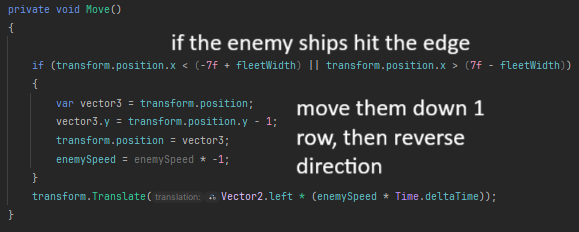 private void Move()
{
if the enemy ships hit the edge
if (transform.position.x < (-7f + fleetWidth) || transform.position.x > (7f - fleetWidth))
{
var vector3 = transform.position;
vector3.y = transform.position.y - 1;
transform.position = vector3;
enemySpeed = enemySpeed * -1;
move them down 1
row, then reverse
direction
}
transform.Translate( translation: Vector2.left * (enemySpeed * Time.deltaTime));
}